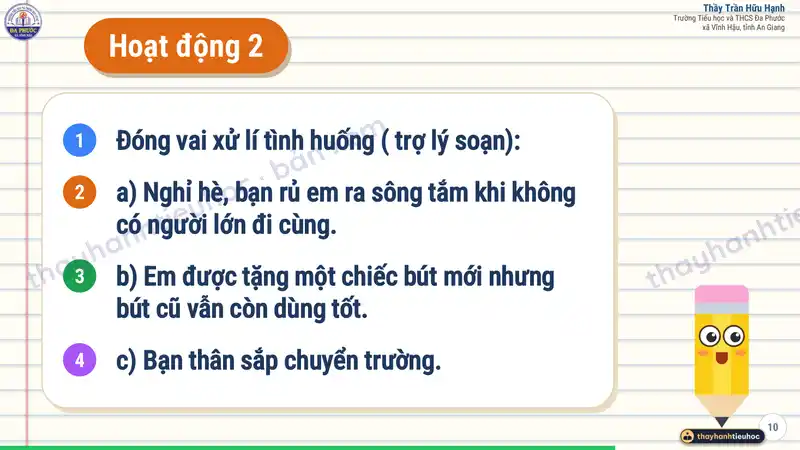 Thầy Trần Hữu Hạnh
Trường Tiểu học và THCS Đa Phước
xã Vĩnh Hậu, tỉnh An Giang
ĐA PHƯỚC
Hoạt động 2
1 Đóng vai xử lí tình huống ( trợ lý soạn):
2 a) Nghỉ hè, bạn rủ em ra sông tắm khi không
có người lớn đi cùng.
3 b) Em được tặng một chiếc bút mới nhưng
bút cũ vẫn còn dùng tốt.
4 c) Bạn thân sắp chuyển trường.
thayhanhtieuhoc
10